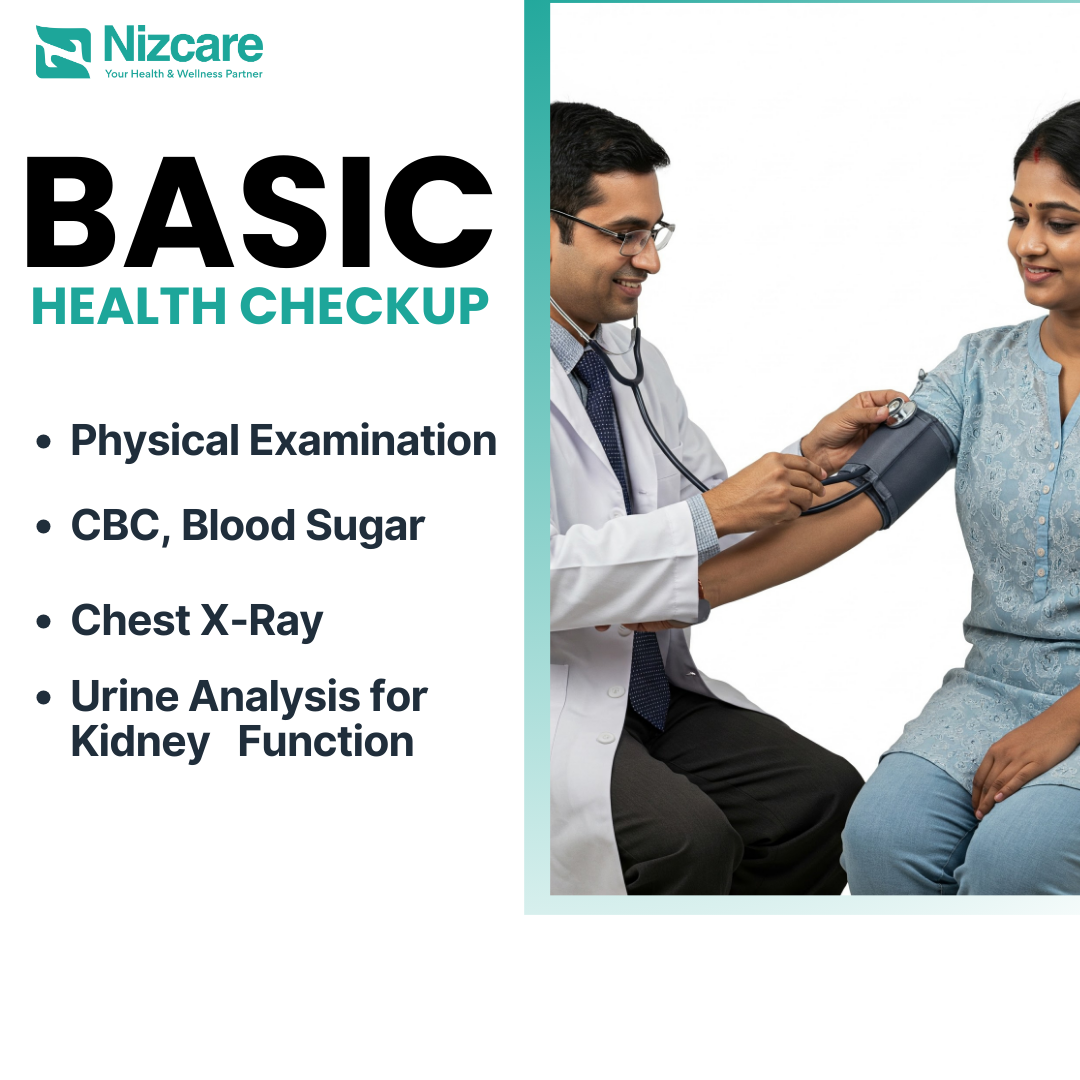 Nizcare
Your Health & Wellness Partner
BASIC
HEALTH CHECKUP
• Physical Examination
• CBC, Blood Sugar
• Chest X-Ray
• Urine Analysis for
Kidney Function